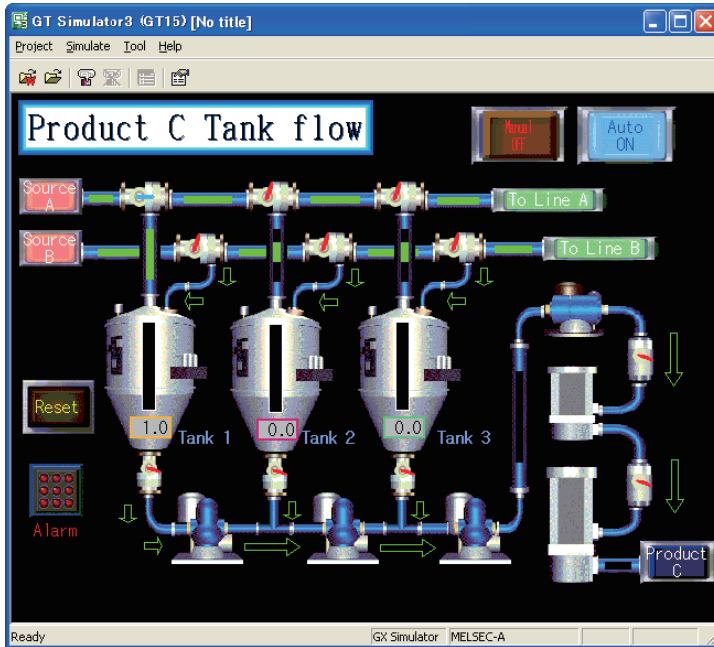 GT Simulator3 (GT15) [No title]
Project Simulate Tool Help
Product C Tank flow
Manual
OFF
Auto
ON
Source
A
To Line A
Source
B
To Line B
Reset
1.0
Tank 1
0.0
Tank 2
0.0
Tank 3
Alarm
Product
C
Ready
GX Simulator
MELSEC-A